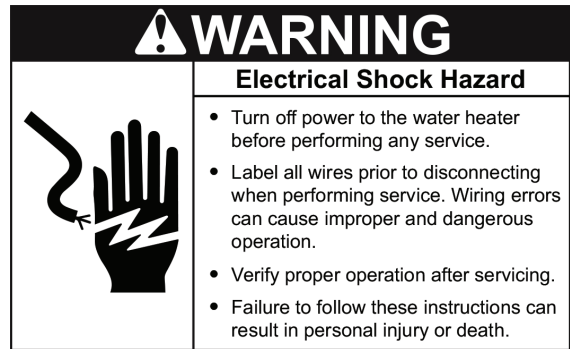 WARNING
Electrical Shock Hazard
• Turn off power to the water heater
before performing any service.
• Label all wires prior to disconnecting
when performing service. Wiring errors
can cause improper and dangerous
operation.
• Verify proper operation after servicing.
• Failure to follow these instructions can
result in personal injury or death.